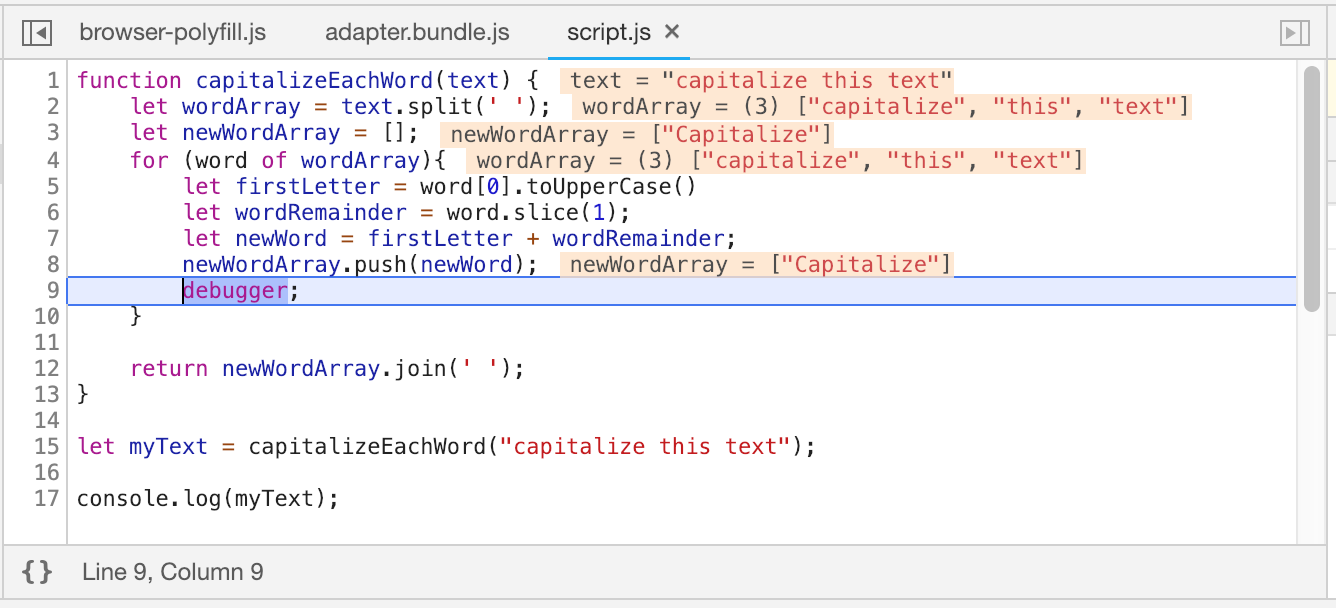 browser-polyfill.js adapter.bundle.js script.js ×
1 function capitalizeEachWord(text) { text = "capitalize this text"
2     let wordArray = text.split(' '); wordArray = (3) ["capitalize", "this", "text"]
3     let newWordArray = []; newWordArray = ["Capitalize"]
4     for (word of wordArray){ wordArray = (3) ["capitalize", "this", "text"]
5         let firstLetter = word[0].toUpperCase()
6         let wordRemainder = word.slice(1);
7         let newWord = firstLetter + wordRemainder;
8         newWordArray.push(newWord); newWordArray = ["Capitalize"]
9         debugger;
10     }
11
12     return newWordArray.join(' ');
13 }
14
15 let myText = capitalizeEachWord("capitalize this text");
16
17 console.log(myText);
{} Line 9, Column 9